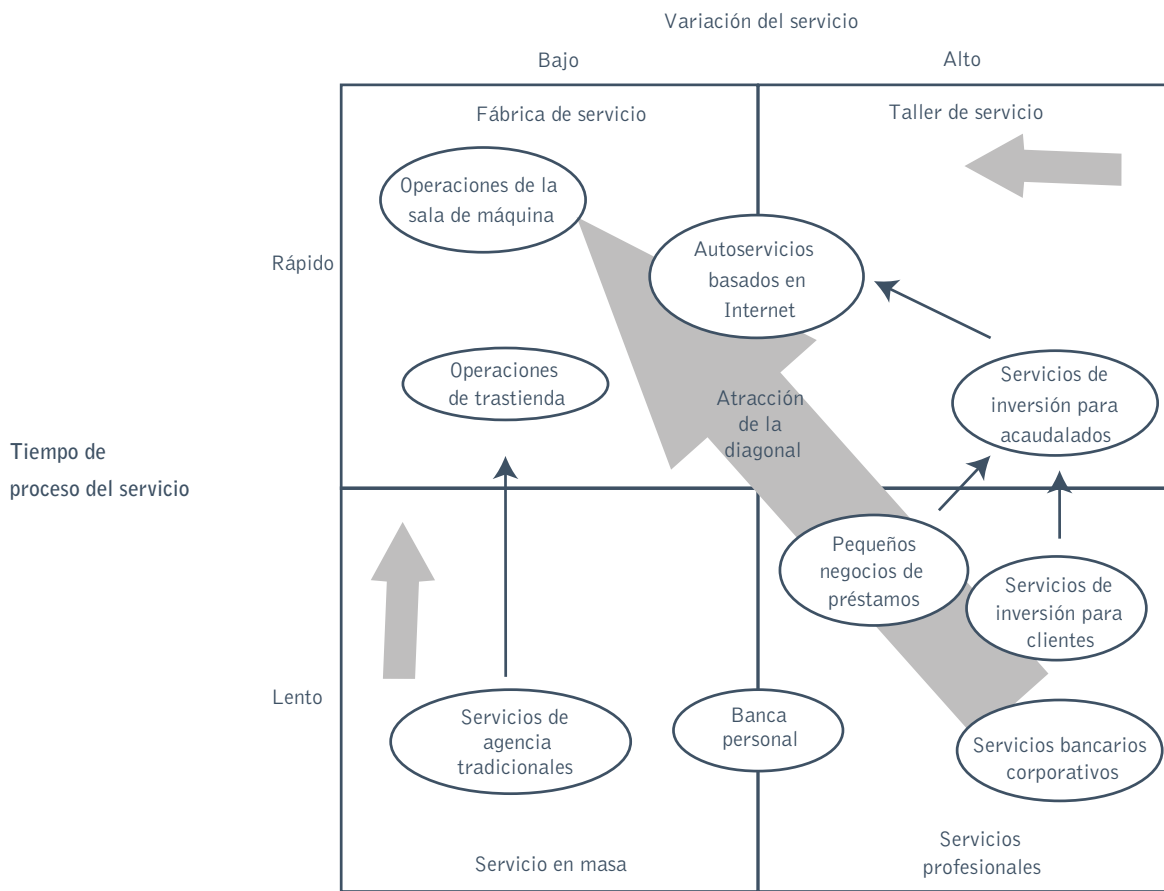 Variación del servicio
Bajo
Alto
Fábrica de servicio
Taller de servicio
Operaciones de la
sala de máquina
Rápido
Autoservicios
basados en
Internet
Operaciones
de trastienda
Servicios de
inversión para
acaudalados
Atracción
de la
diagonal
Tiempo de
proceso del servicio
Pequeños
negocios de
préstamos
Servicios de
inversión para
clientes
Lento
Servicios de
agencia
tradicionales
Banca
personal
Servicios bancarios
corporativos
Servicio en masa
Servicios
profesionales